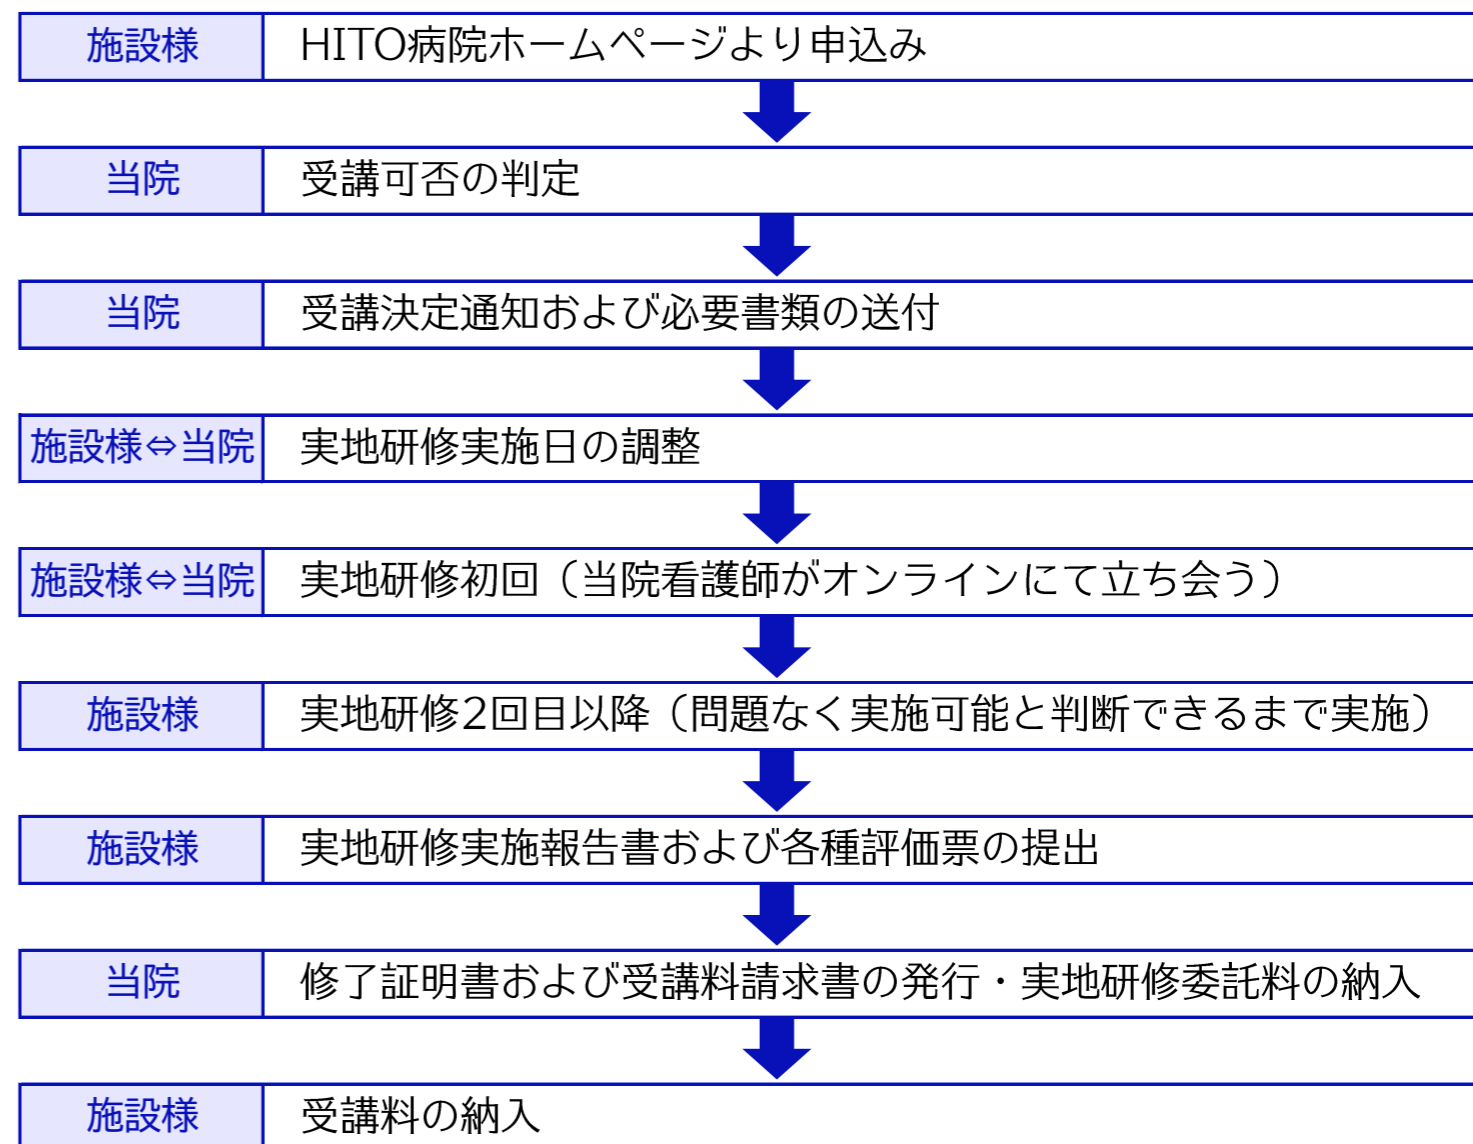 施設様 HITO病院ホームページより申込み
当院 受講可否の判定
当院 受講決定通知および必要書類の送付
施設様⇔当院 実地研修実施日の調整
施設様⇔当院 実地研修初回（当院看護師がオンラインにて立ち会う）
施設様 実地研修2回目以降（問題なく実施可能と判断できるまで実施）
施設様 実地研修実施報告書および各種評価票の提出
当院 修了証明書および受講料請求書の発行・実地研修委託料の納入
施設様 受講料の納入